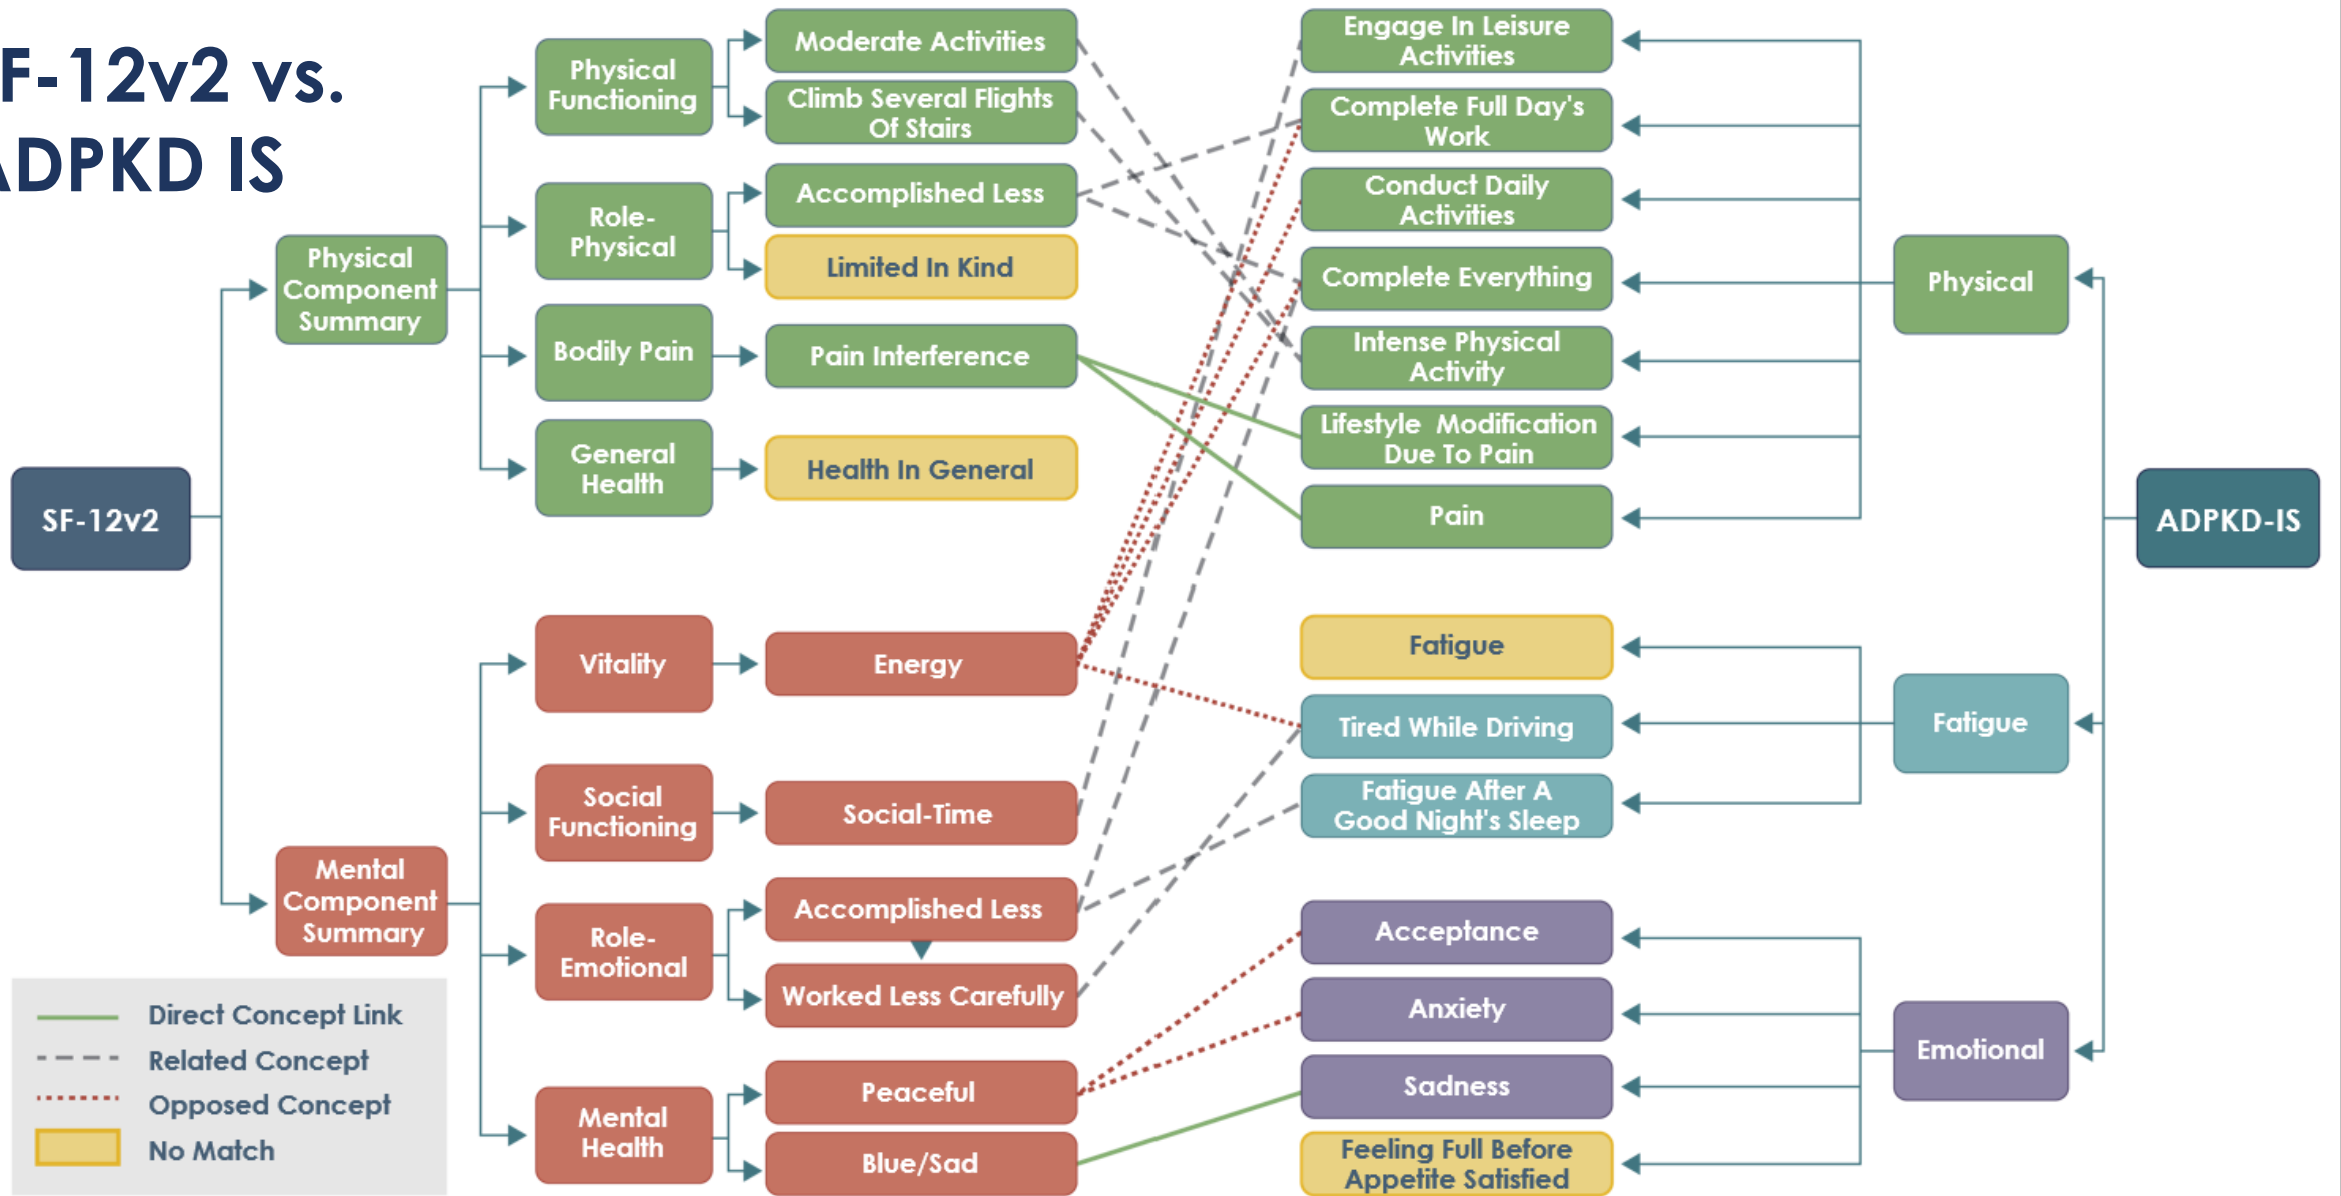 F-12v2 vs.
ADPKD IS
SF-12v2
Physical
Component
Summary
Mental
Component
Summary
Physical
Functioning
Role-
Physical
Bodily Pain
General
Health
Vitality
Social
Functioning
Role-
Emotional
Mental
Health
Moderate Activities
Climb Several Flights
Of Stairs
Accomplished Less
Limited In Kind
Pain Interference
Health In General
Energy
Social-Time
Accomplished Less
Worked Less Carefully
Peaceful
Blue/Sad
Engage In Leisure
Activities
Complete Full Day's
Work
Conduct Daily
Activities
Complete Everything
Intense Physical
Activity
Lifestyle Modification
Due To Pain
Pain
Fatigue
Tired While Driving
Fatigue After A
Good Night's Sleep
Acceptance
Anxiety
Sadness
Feeling Full Before
Appetite Satisfied
Physical
Fatigue
Emotional
ADPKD-IS
Direct Concept Link
Related Concept
Opposed Concept
No Match